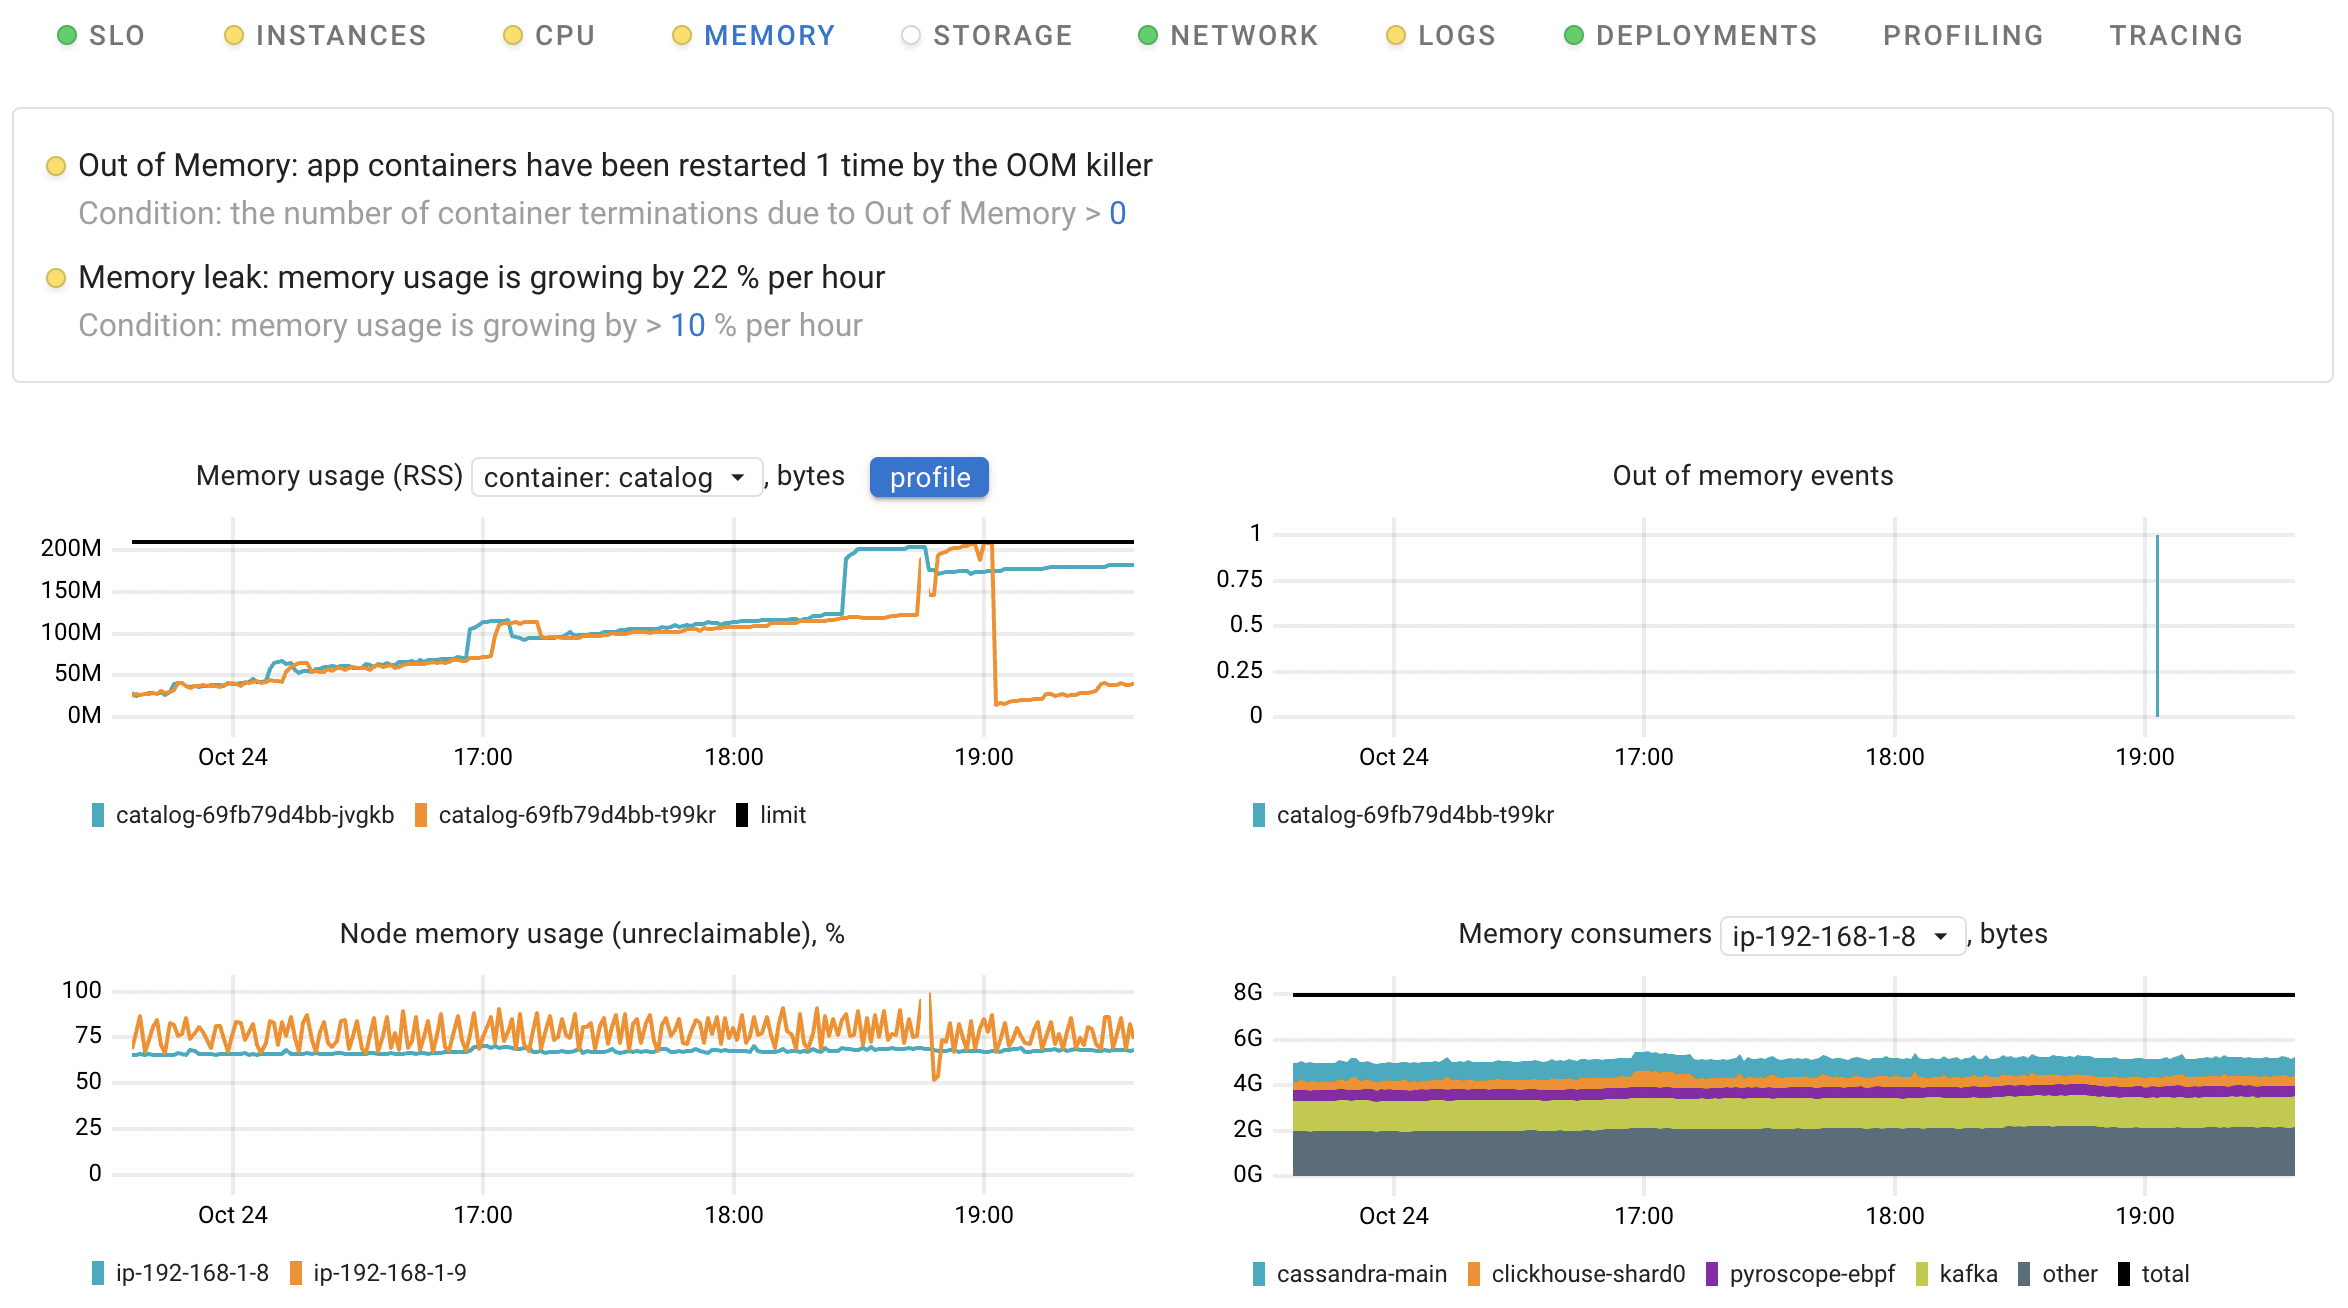 SLO INSTANCES CPU MEMORY STORAGE NETWORK LOGS DEPLOYMENTS PROFILING TRACING
Out of Memory: app containers have been restarted 1 time by the OOM killer
Condition: the number of container terminations due to Out of Memory > 0
Memory leak: memory usage is growing by 22 % per hour
Condition: memory usage is growing by > 10 % per hour
Memory usage (RSS) container: catalog , bytes profile
200M
150M
100M
50M
0M
Oct 24 17:00 18:00 19:00
catalog-69fb79d4bb-jvgkb catalog-69fb79d4bb-t99kr limit
Out of memory events
1
0.75
0.5
0.25
0
Oct 24 17:00 18:00 19:00
catalog-69fb79d4bb-t99kr
Node memory usage (unreclaimable), %
100
75
50
25
0
Oct 24 17:00 18:00 19:00
ip-192-168-1-8 ip-192-168-1-9
Memory consumers ip-192-168-1-8 , bytes
8G
6G
4G
2G
0G
Oct 24 17:00 18:00 19:00
cassandra-main clickhouse-shard0 pyroscope-ebpf kafka other total